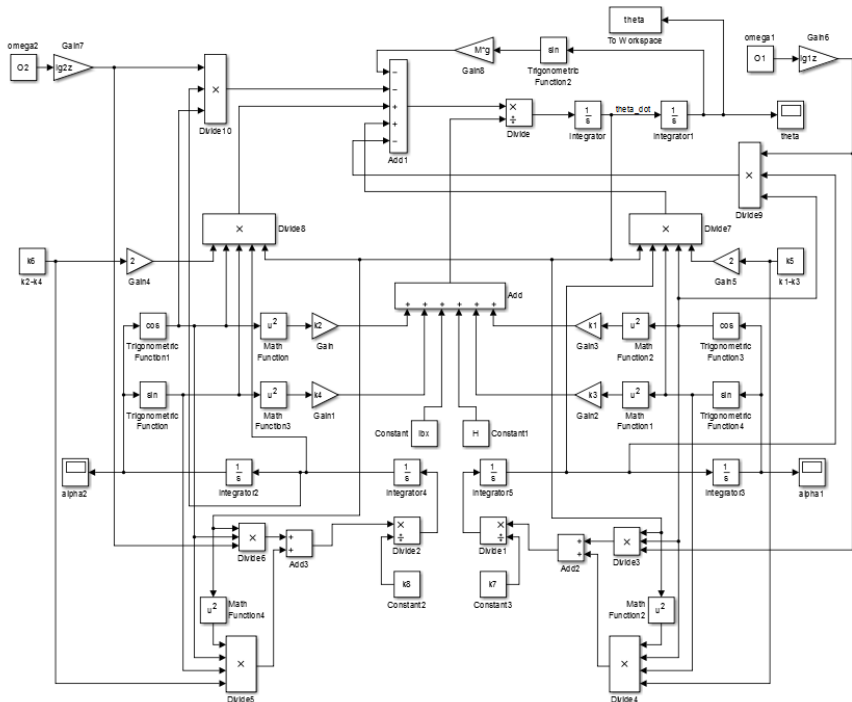 theta
To Workspace
omega2
Gain7
omega1
Gain6
O2
Ig2z
M*g
sin
O1
Ig1z
Gain8
Trigonometric
Function2
×
Divide10
−
−
+
+
−
Add1
×
÷
Divide
1
s
Integrator
theta_dot
1
s
Integrator1
theta
×
Divide9
×
Divide8
×
Divide7
k6
k2-k4
2
Gain4
2
Gain5
k5
k1-k3
+ + + + + +
Add
cos
Trigonometric
Function1
u²
Math
Function
k2
Gain
k1
Gain3
u²
Math
Function2
cos
Trigonometric
Function3
sin
Trigonometric
Function
u²
Math
Function3
k4
Gain1
k3
Gain2
u²
Math
Function1
sin
Trigonometric
Function4
Constant
Ibx
H
Constant1
alpha2
1
s
Integrator2
1
s
Integrator4
1
s
Integrator5
1
s
Integrator3
alpha1
×
Divide6
+
+
Add3
×
÷
Divide2
×
÷
Divide1
+
+
Add2
×
Divide3
k8
Constant2
k7
Constant3
u²
Math
Function4
Math
Function2
u²
×
Divide5
×
Divide4